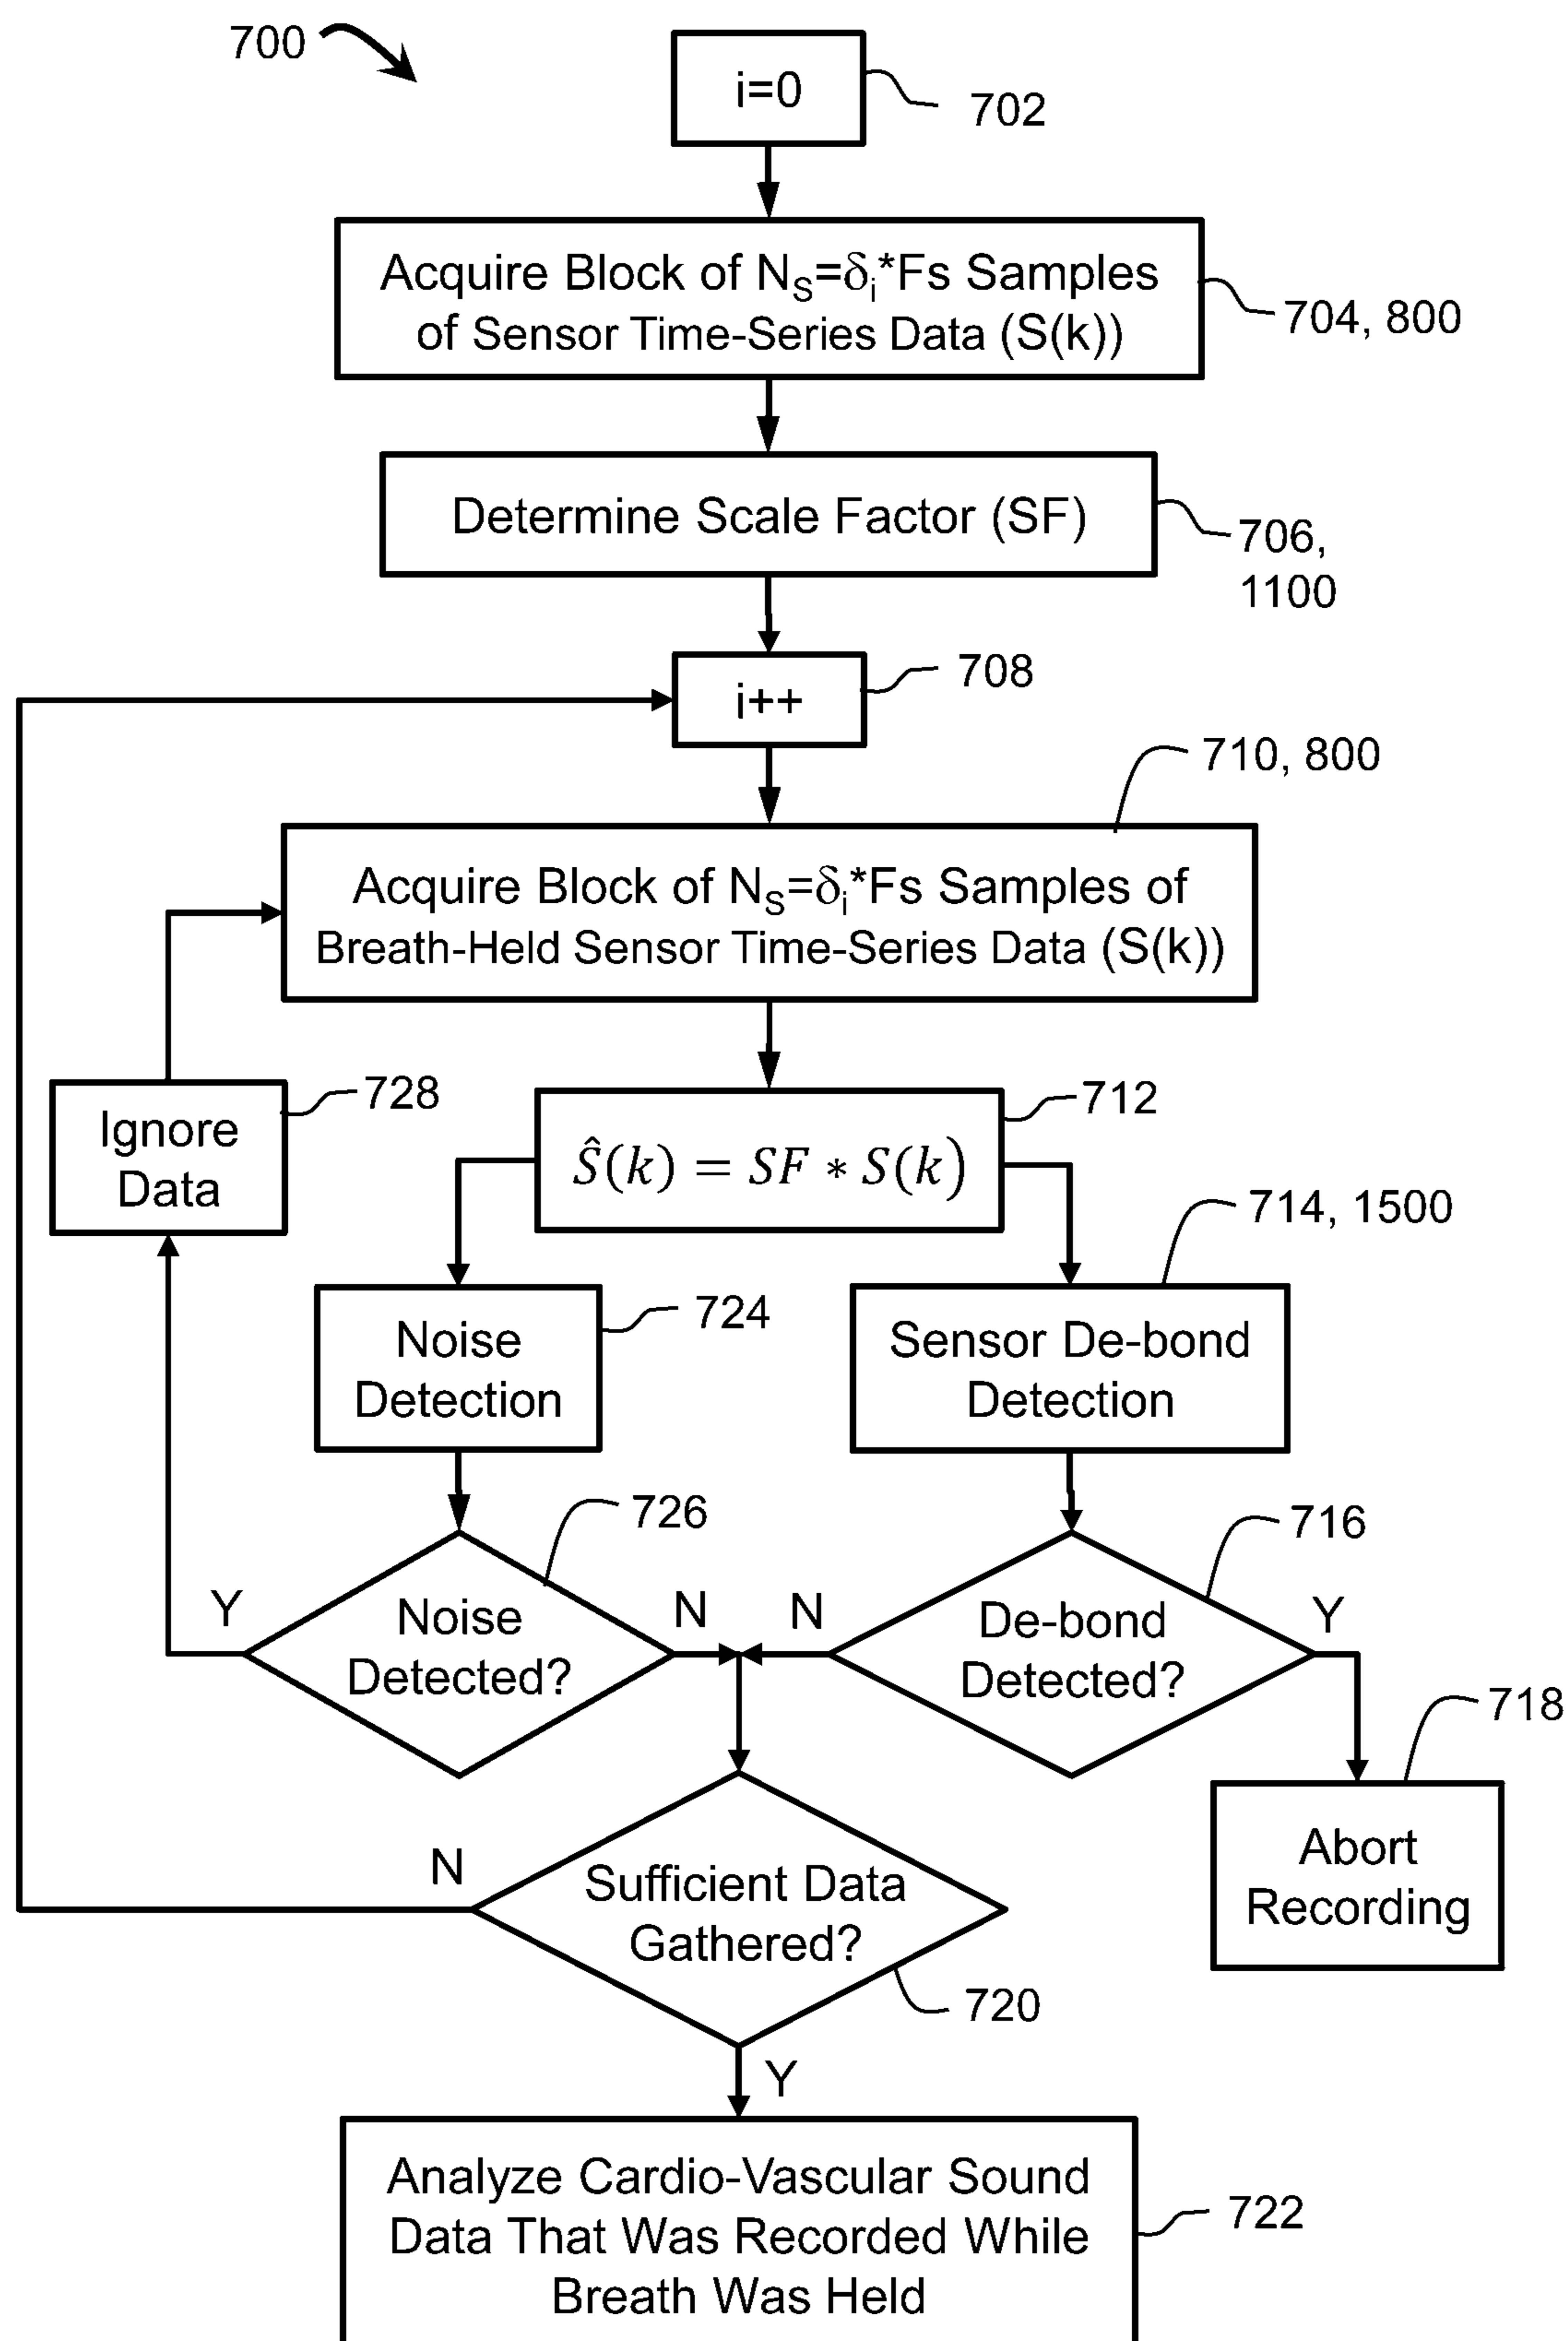 700
i=0
702
Acquire Block of N_S=δ_i*Fs Samples
of Sensor Time-Series Data (S(k))
704, 800
Determine Scale Factor (SF)
706,
1100
i++
708
710, 800
Acquire Block of N_S=δ_i*Fs Samples of
Breath-Held Sensor Time-Series Data (S(k))
Ignore
Data
728
Ŝ(k) = SF * S(k)
712
714, 1500
Noise
Detection
724
Sensor De-bond
Detection
726
716
Y
Noise
Detected?
N
N
De-bond
Detected?
Y
718
Abort
Recording
N
Sufficient Data
Gathered?
720
Y
Analyze Cardio-Vascular Sound
Data That Was Recorded While
Breath Was Held
722